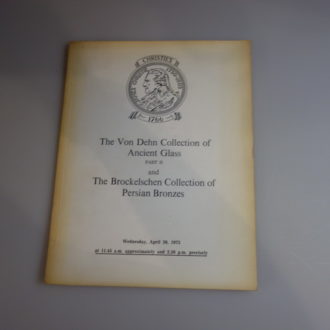 CHRISTIE'S
1766
The Von Dehn Collection of
Ancient Glass
PART II
and
The Brockelschen Collection of
Persian Bronzes
Wednesday, April 30, 1975
at 11.45 a.m. approximately and 2.30 p.m. precisely